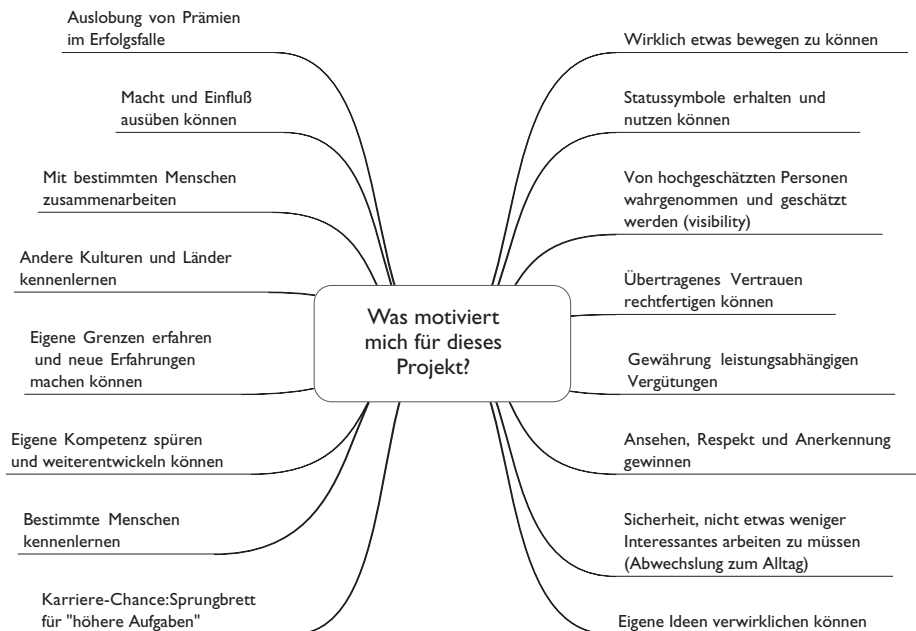 Auslobung von Prämien
im Erfolgsfalle
Macht und Einfluß
ausüben können
Mit bestimmten Menschen
zusammenarbeiten
Andere Kulturen und Länder
kennenlernen
Eigene Grenzen erfahren
und neue Erfahrungen
machen können
Eigene Kompetenz spüren
und weiterentwickeln können
Bestimmte Menschen
kennenlernen
Karriere-Chance:Sprungbrett
für "höhere Aufgaben"
Was motiviert
mich für dieses
Projekt?
Wirklich etwas bewegen zu können
Statussymbole erhalten und
nutzen können
Von hochgeschätzten Personen
wahrgenommen und geschätzt
werden (visibility)
Übertragenes Vertrauen
rechtfertigen können
Gewährung leistungsabhängigen
Vergütungen
Ansehen, Respekt und Anerkennung
gewinnen
Sicherheit, nicht etwas weniger
Interessantes arbeiten zu müssen
(Abwechslung zum Alltag)
Eigene Ideen verwirklichen können